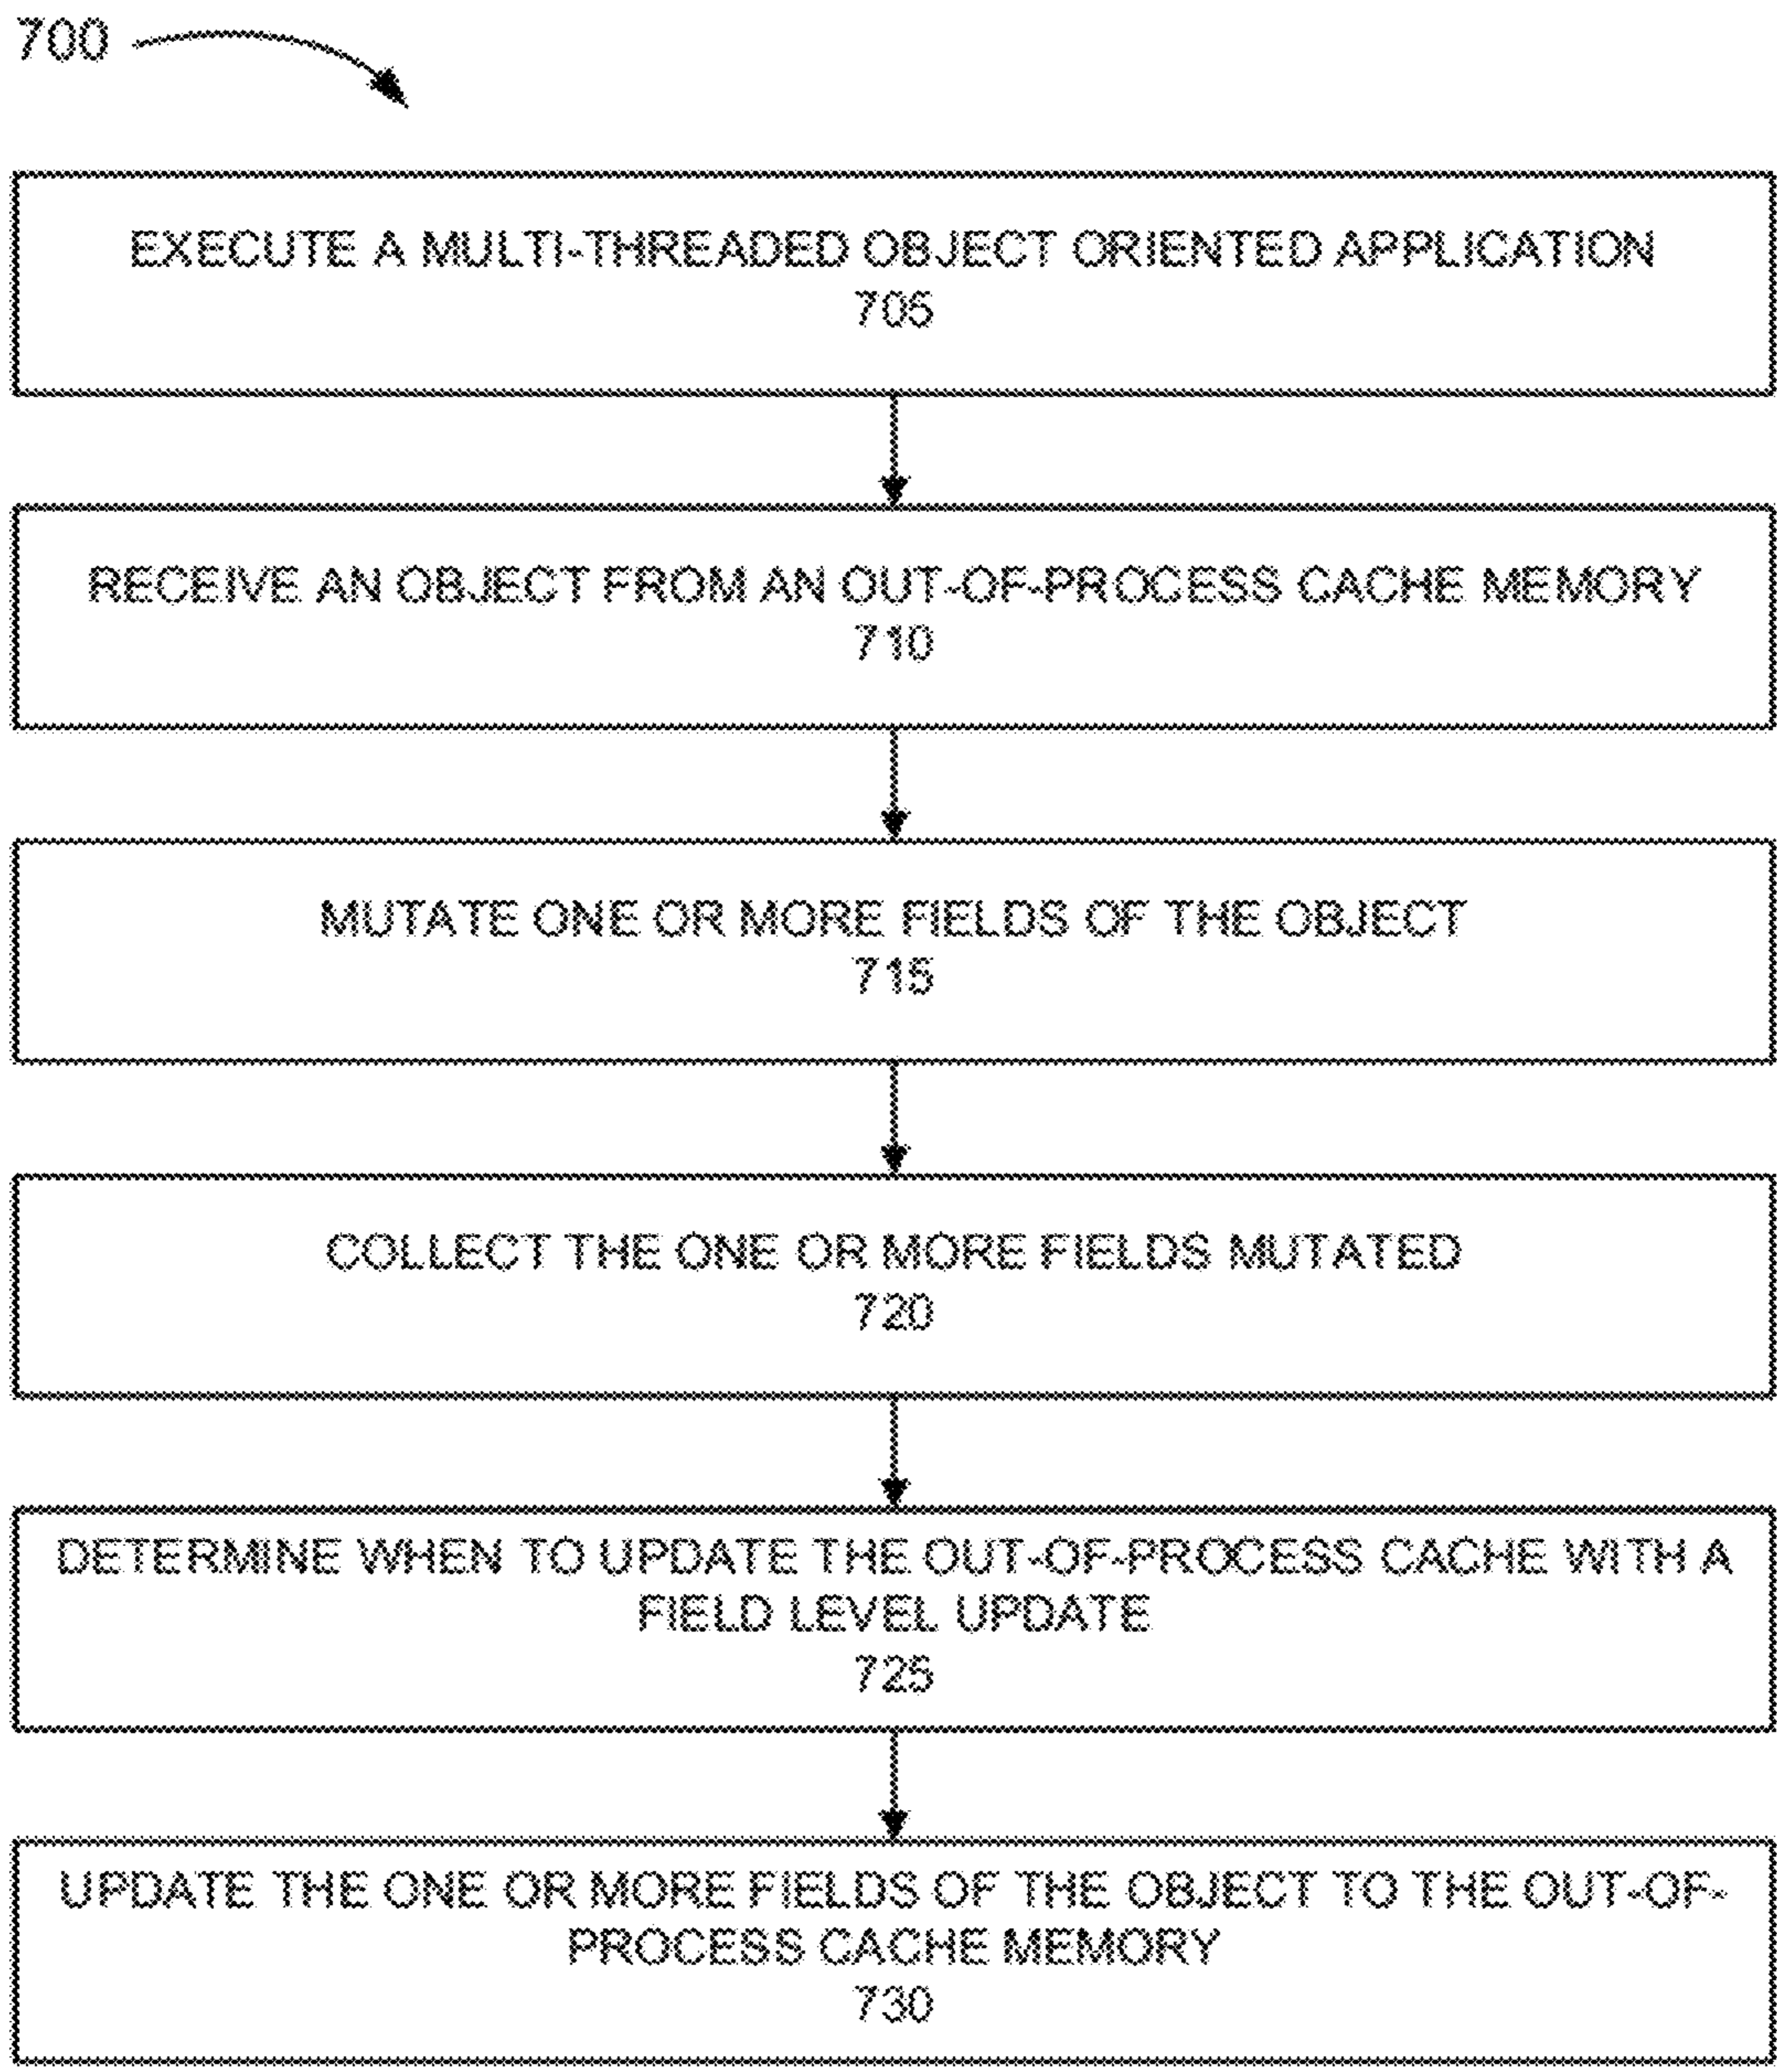 700
EXECUTE A MULTI-THREADED OBJECT ORIENTED APPLICATION
705
RECEIVE AN OBJECT FROM AN OUT-OF-PROCESS CACHE MEMORY
710
MUTATE ONE OR MORE FIELDS OF THE OBJECT
715
COLLECT THE ONE OR MORE FIELDS MUTATED
720
DETERMINE WHEN TO UPDATE THE OUT-OF-PROCESS CACHE WITH A
FIELD LEVEL UPDATE
725
UPDATE THE ONE OR MORE FIELDS OF THE OBJECT TO THE OUT-OF-
PROCESS CACHE MEMORY
730